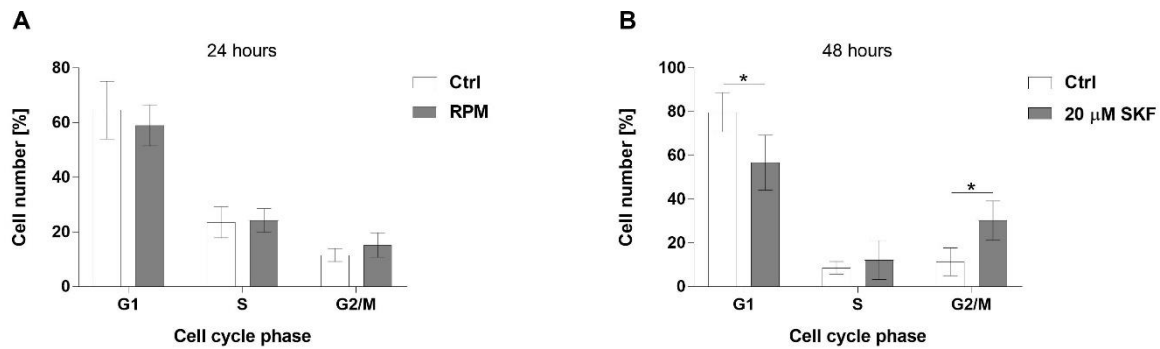 A
24 hours
Cell number [%]
80
60
40
20
0
G1
S
G2/M
Cell cycle phase
Ctrl
RPM
B
48 hours
Cell number [%]
100
80
60
40
20
0
*
*
G1
S
G2/M
Cell cycle phase
Ctrl
20 μM SKF